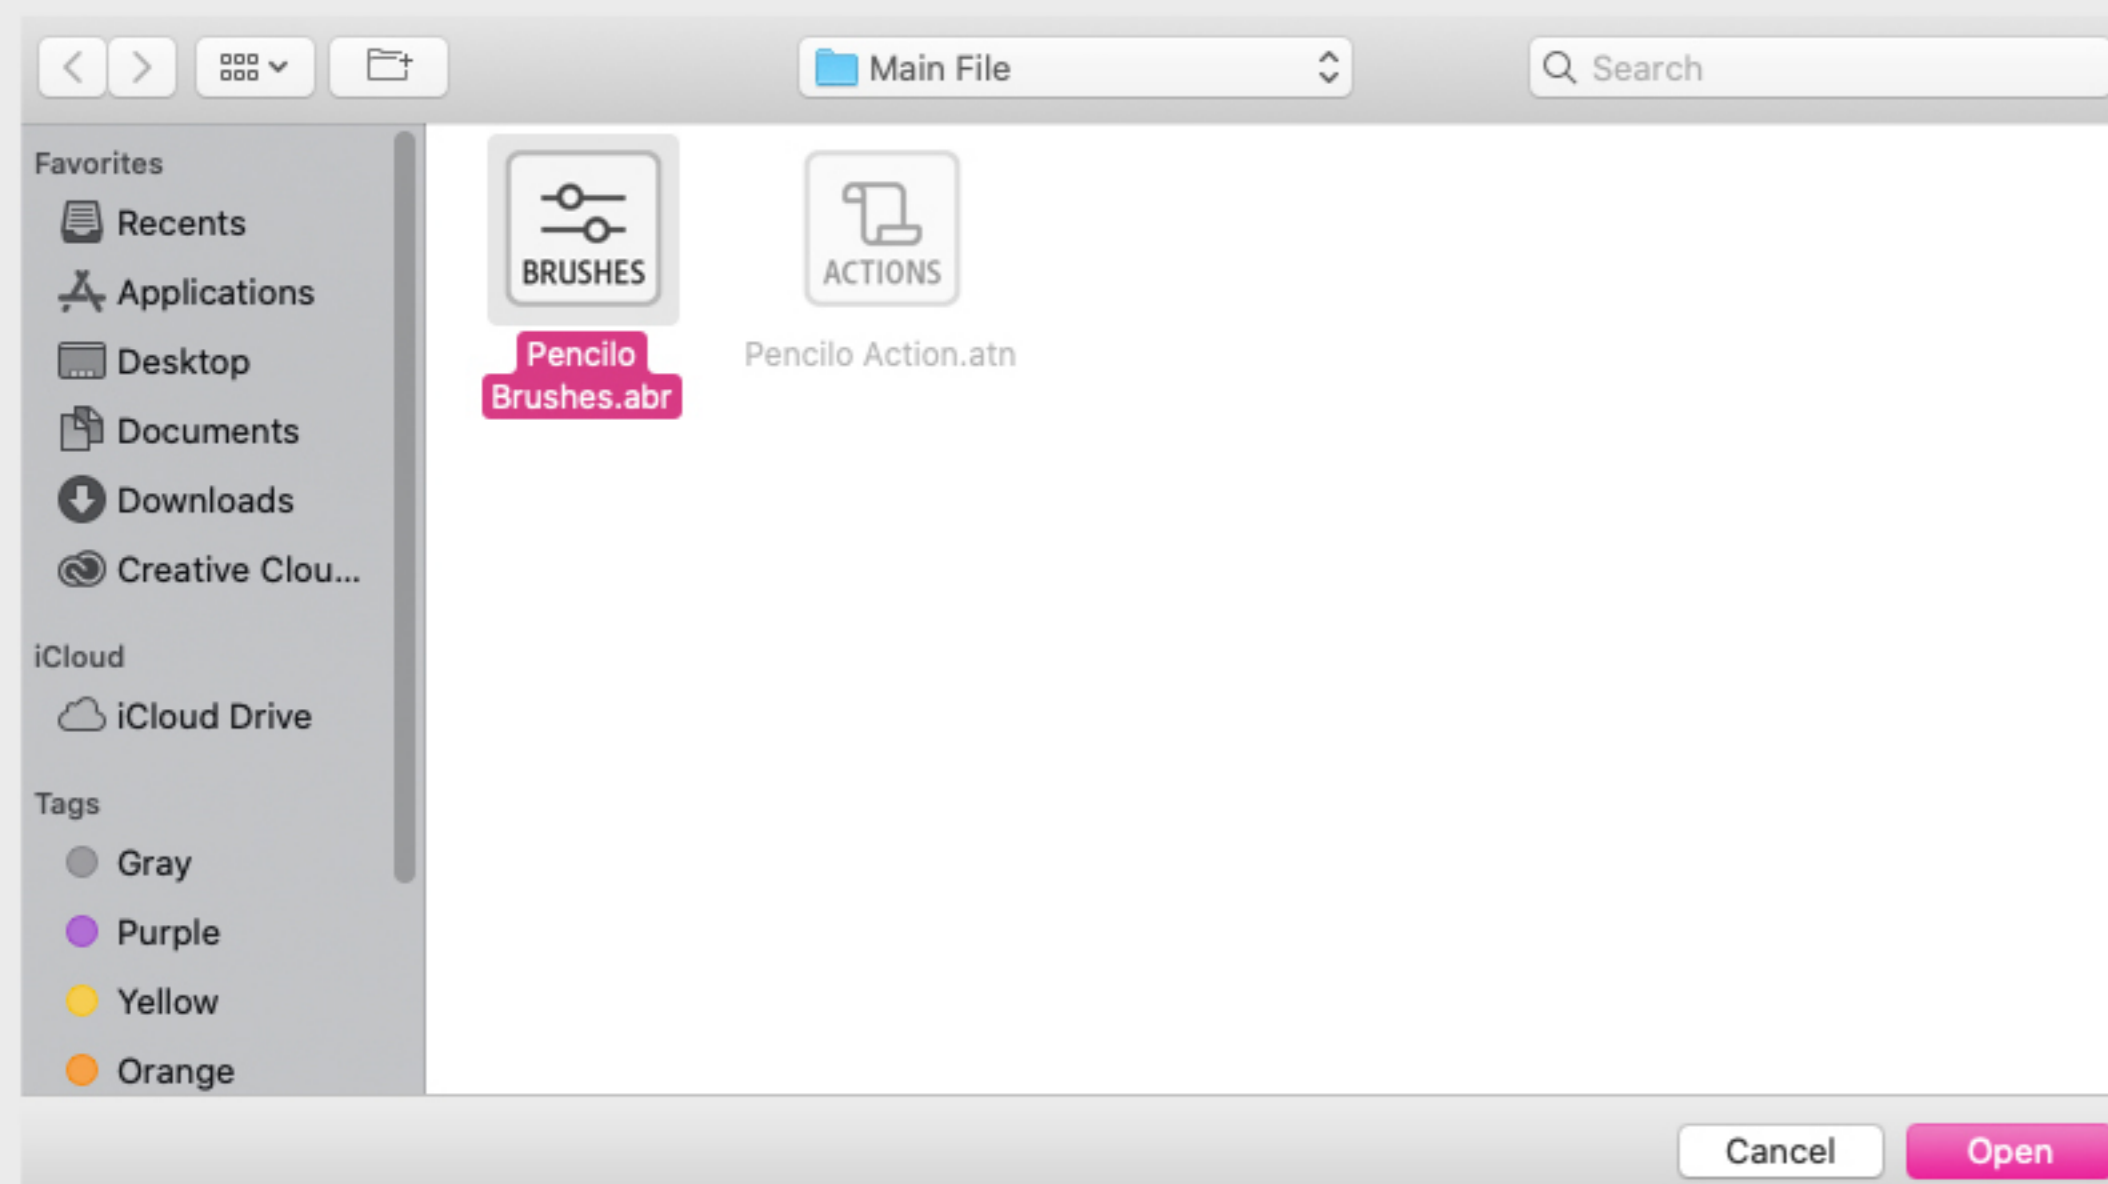 Main File
Search
Favorites
Recents
Applications
Desktop
Documents
Downloads
Creative Clou...
iCloud
iCloud Drive
Tags
Gray
Purple
Yellow
Orange
BRUSHES
Pencilo
Brushes.abr
ACTIONS
Pencilo Action.atn
Cancel
Open